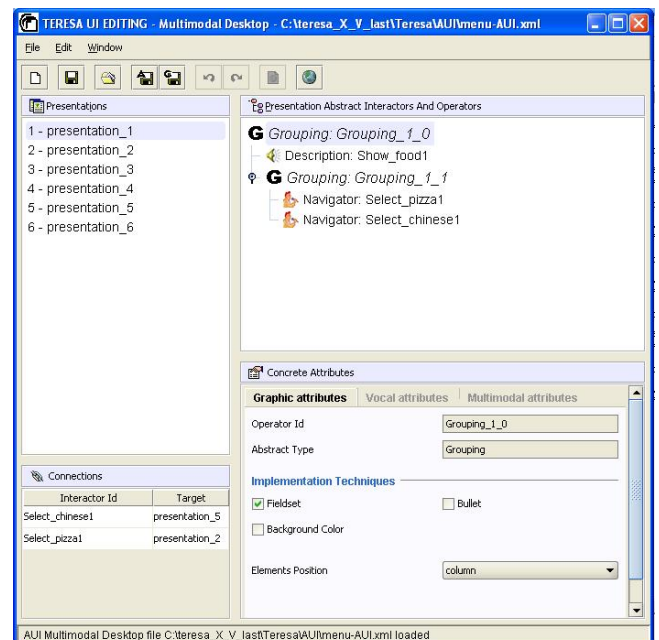 TERESA UI EDITING - Multimodal Desktop - C:\teresa_X_V_last\Teresa\AUI\menu-AUI.xml
File Edit Window
Presentations
1 - presentation_1
2 - presentation_2
3 - presentation_3
4 - presentation_4
5 - presentation_5
6 - presentation_6
Presentation Abstract Interactors And Operators
G Grouping: Grouping_1_0
Description: Show_food1
G Grouping: Grouping_1_1
Navigator: Select_pizza1
Navigator: Select_chinese1
Connections
Interactor Id Target
Select_chinese1 presentation_5
Select_pizza1 presentation_2
Concrete Attributes
Graphic attributes Vocal attributes Multimodal attributes
Operator Id Grouping_1_0
Abstract Type Grouping
Implementation Techniques
Fieldset Bullet
Background Color
Elements Position column
AUI Multimodal Desktop file C:\teresa_X_V_last\Teresa\AUI\menu-AUI.xml loaded